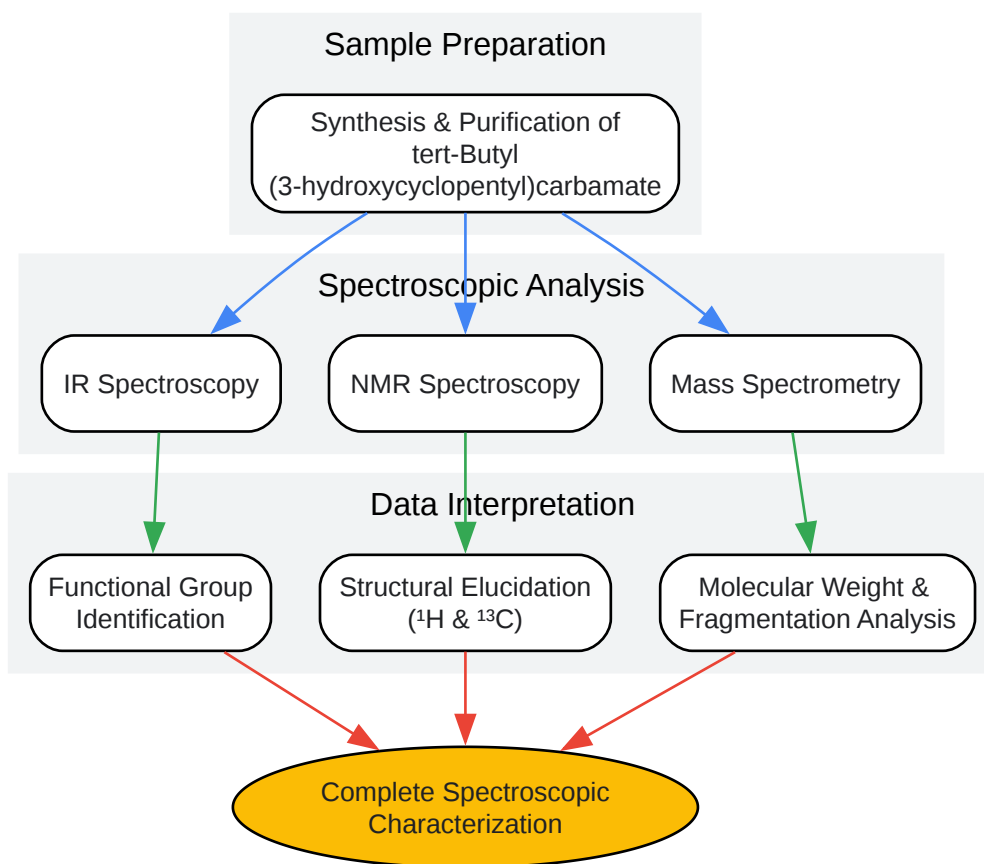 Sample Preparation
Synthesis & Purification of
tert-Butyl
(3-hydroxycyclopentyl)carbamate
Spectroscopic Analysis
IR Spectroscopy
NMR Spectroscopy
Mass Spectrometry
Data Interpretation
Functional Group
Identification
Structural Elucidation
(¹H & ¹³C)
Molecular Weight &
Fragmentation Analysis
Complete Spectroscopic
Characterization